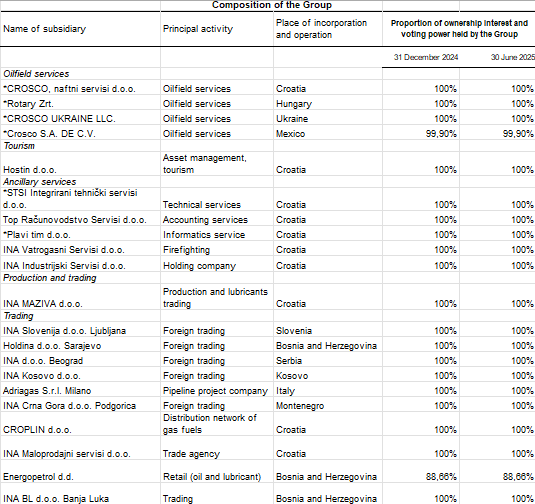 Composition of the Group
Name of subsidiary Principal activity Place of incorporation and operation Proportion of ownership interest and voting power held by the Group
31 December 2024 30 June 2025
Oilfield services
*CROSCO, naftni servisi d.o.o. Oilfield services Croatia 100% 100%
*Rotary Zrt. Oilfield services Hungary 100% 100%
*CROSCO UKRAINE LLC. Oilfield services Ukraine 100% 100%
*Crosco S.A. DE C.V. Oilfield services Mexico 99,90% 99,90%
Tourism
Hostin d.o.o. Asset management, tourism Croatia 100% 100%
Ancillary services
*STSI Integrirani tehnički servisi d.o.o. Technical services Croatia 100% 100%
Top Računovodstvo Servisi d.o.o. Accounting services Croatia 100% 100%
*Plavi tim d.o.o. Informatics service Croatia 100% 100%
INA Vatrogasni Servisi d.o.o. Firefighting Croatia 100% 100%
INA Industrijski Servisi d.o.o. Holding company Croatia 100% 100%
Production and trading
INA MAZIVA d.o.o. Production and lubricants trading Croatia 100% 100%
Trading
INA Slovenija d.o.o. Ljubljana Foreign trading Slovenia 100% 100%
Holdina d.o.o. Sarajevo Foreign trading Bosnia and Herzegovina 100% 100%
INA d.o.o. Beograd Foreign trading Serbia 100% 100%
INA Kosovo d.o.o. Foreign trading Kosovo 100% 100%
Adriagas S.r.l. Milano Pipeline project company Italy 100% 100%
INA Crna Gora d.o.o. Podgorica Foreign trading Montenegro 100% 100%
CROPLIN d.o.o. Distribution network of gas fuels Croatia 100% 100%
INA Maloprodajni servisi d.o.o. Trade agency Croatia 100% 100%
Energopetrol d.d. Retail (oil and lubricant) Bosnia and Herzegovina 88,66% 88,66%
INA BL d.o.o. Banja Luka Trading Bosnia and Herzegovina 100% 100%